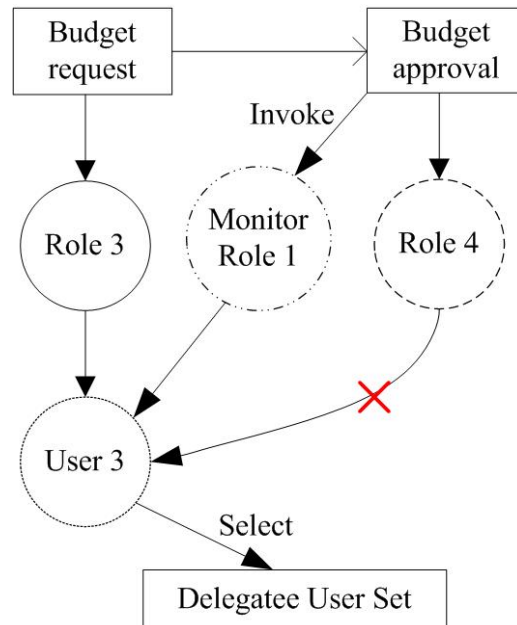 Budget
request
Budget
approval
Invoke
Role 3
Monitor
Role 1
Role 4
User 3
Select
Delegatee User Set